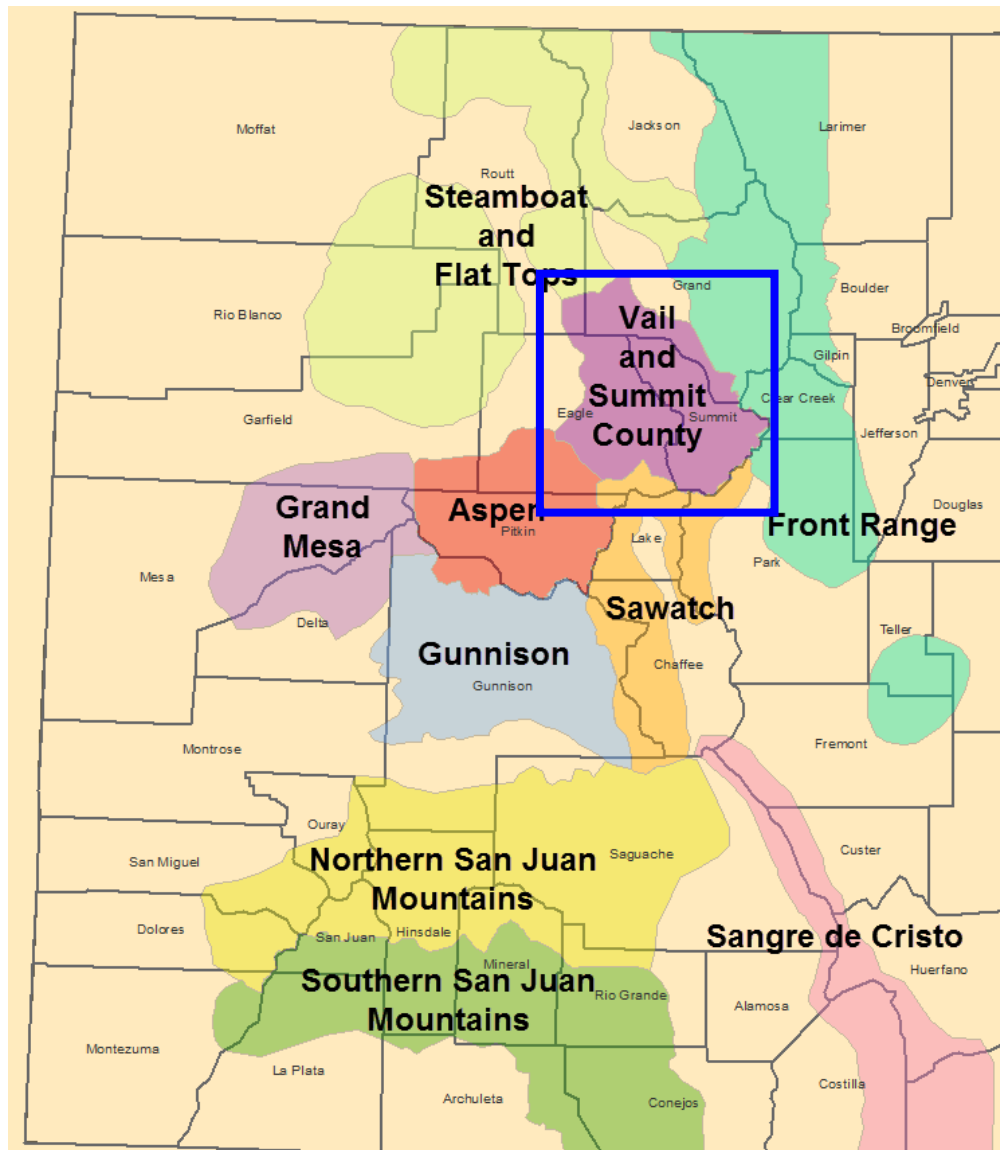 Moffat
Jackson
Larimer
Routt
Steamboat
and
Flat Tops
Grand
Boulder
Rio Blanco
Vail
and
Summit
County
Broomfield
Gilpin
Denver
Clear Creek
Eagle
Summit
Garfield
Jefferson
Grand
Mesa
Aspen
Pitkin
Front Range
Douglas
Lake
Park
Mesa
Sawatch
Delta
Teller
Gunnison
Chaffee
Gunnison
Montrose
Fremont
Ouray
San Miguel
Northern San Juan
Mountains
Saguache
Custer
Dolores
San Juan
Hinsdale
Sangre de Cristo
Mineral
Huerfano
Southern San Juan
Mountains
Rio Grande
Alamosa
Montezuma
La Plata
Archuleta
Conejos
Costilla